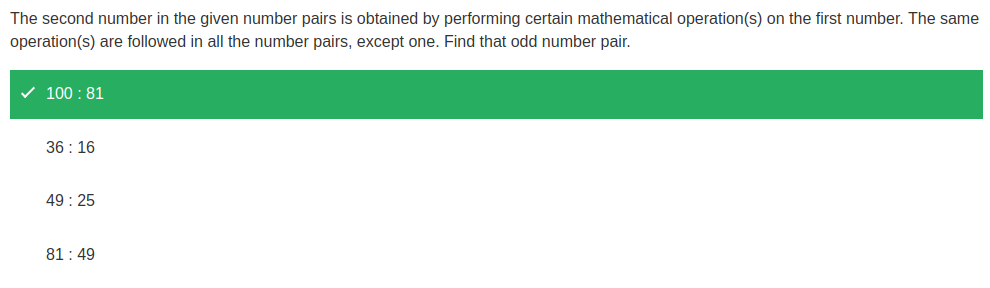 The second number in the given number pairs is obtained by performing certain mathematical operation(s) on the first number. The same
operation(s) are followed in all the number pairs, except one. Find that odd number pair.
100 : 81
36 : 16
49 : 25
81 : 49